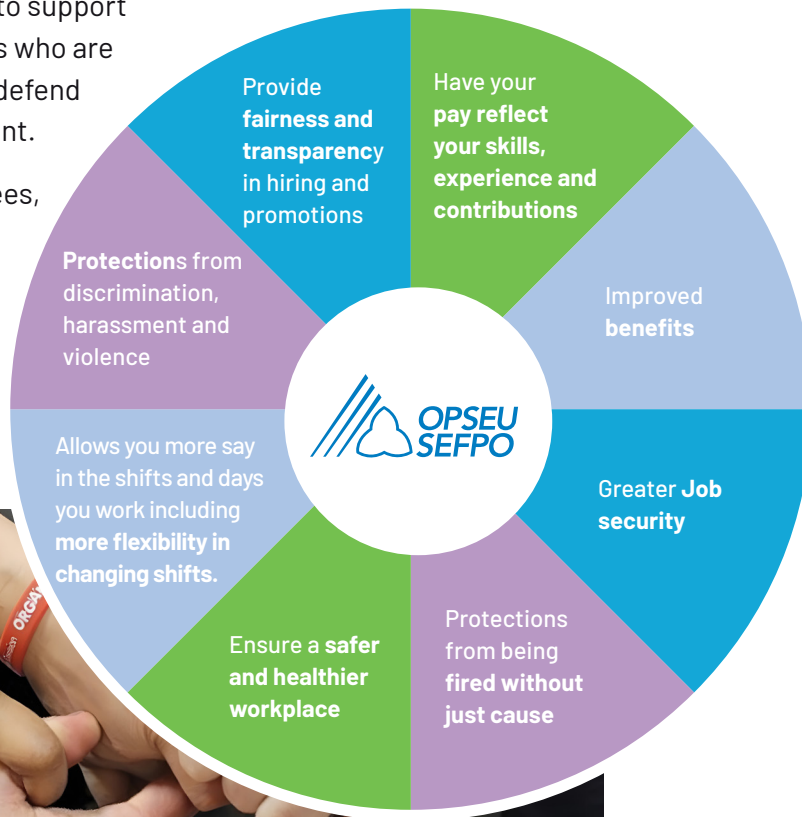 to support
s who are
defend
nt.
ees,
Provide
fairness and
transparency
in hiring and
promotions
Have your
pay reflect
your skills,
experience and
contributions
Improved
benefits
Greater Job
security
Protections
from being
fired without
just cause
Ensure a safer
and healthier
workplace
Allows you more say
in the shifts and days
you work including
more flexibility in
changing shifts.
Protections from
discrimination,
harassment and
violence
OPSEU
SEFPO
ORGA